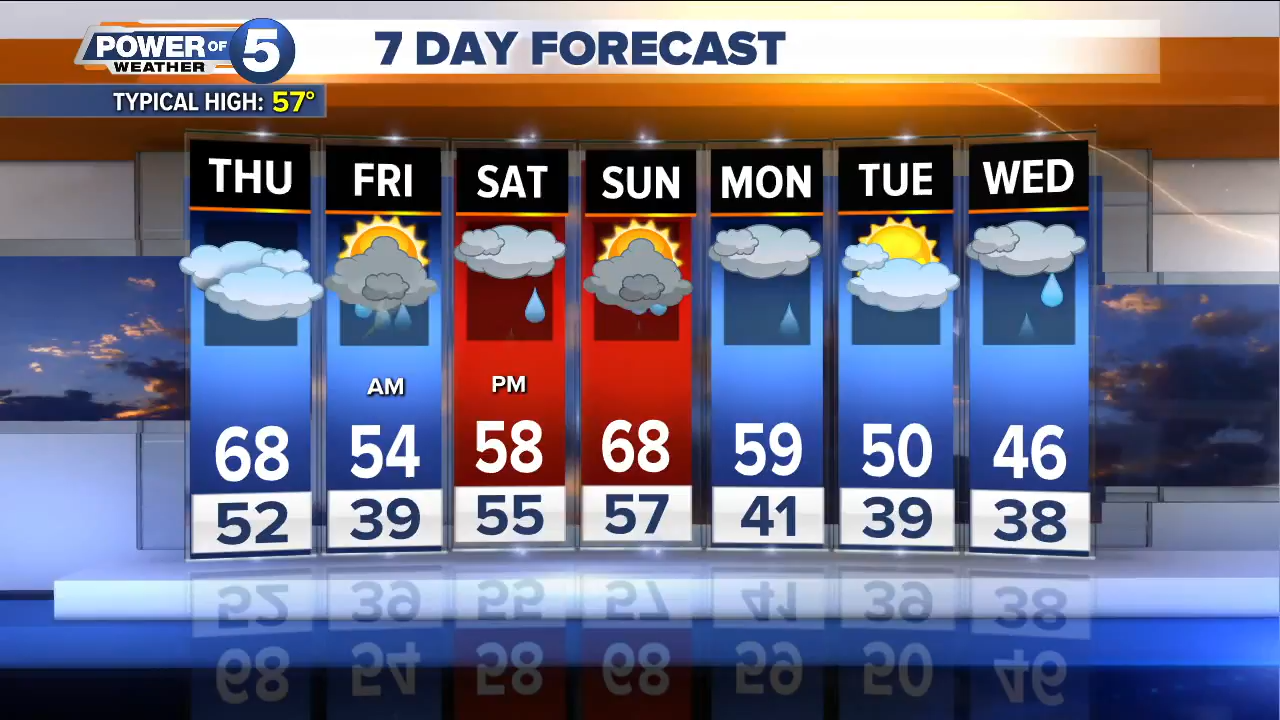 POWER OF 5
WEATHER
7 DAY FORECAST
TYPICAL HIGH: 57°
THU FRI SAT SUN MON TUE WED
AM PM
68 54 58 68 59 50 46
52 39 55 57 41 39 38